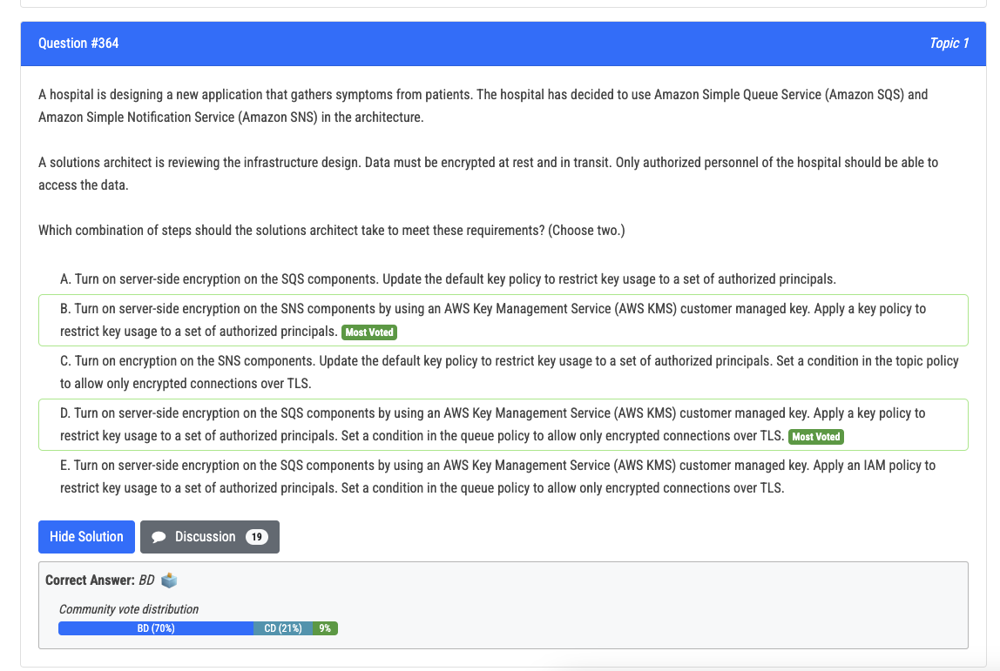 Question #364
Topic 1
A hospital is designing a new application that gathers symptoms from patients. The hospital has decided to use Amazon Simple Queue Service (Amazon SQS) and
Amazon Simple Notification Service (Amazon SNS) in the architecture.
A solutions architect is reviewing the infrastructure design. Data must be encrypted at rest and in transit. Only authorized personnel of the hospital should be able to
access the data.
Which combination of steps should the solutions architect take to meet these requirements? (Choose two.)
A. Turn on server-side encryption on the SQS components. Update the default key policy to restrict key usage to a set of authorized principals.
B. Turn on server-side encryption on the SNS components by using an AWS Key Management Service (AWS KMS) customer managed key. Apply a key policy to
restrict key usage to a set of authorized principals. Most Voted
C. Turn on encryption on the SNS components. Update the default key policy to restrict key usage to a set of authorized principals. Set a condition in the topic policy
to allow only encrypted connections over TLS.
D. Turn on server-side encryption on the SQS components by using an AWS Key Management Service (AWS KMS) customer managed key. Apply a key policy to
restrict key usage to a set of authorized principals. Set a condition in the queue policy to allow only encrypted connections over TLS. Most Voted
E. Turn on server-side encryption on the SQS components by using an AWS Key Management Service (AWS KMS) customer managed key. Apply an IAM policy to
restrict key usage to a set of authorized principals. Set a condition in the queue policy to allow only encrypted connections over TLS.
Hide Solution
Discussion 19
Correct Answer: BD
Community vote distribution
BD (70%) CD (21%) 9%